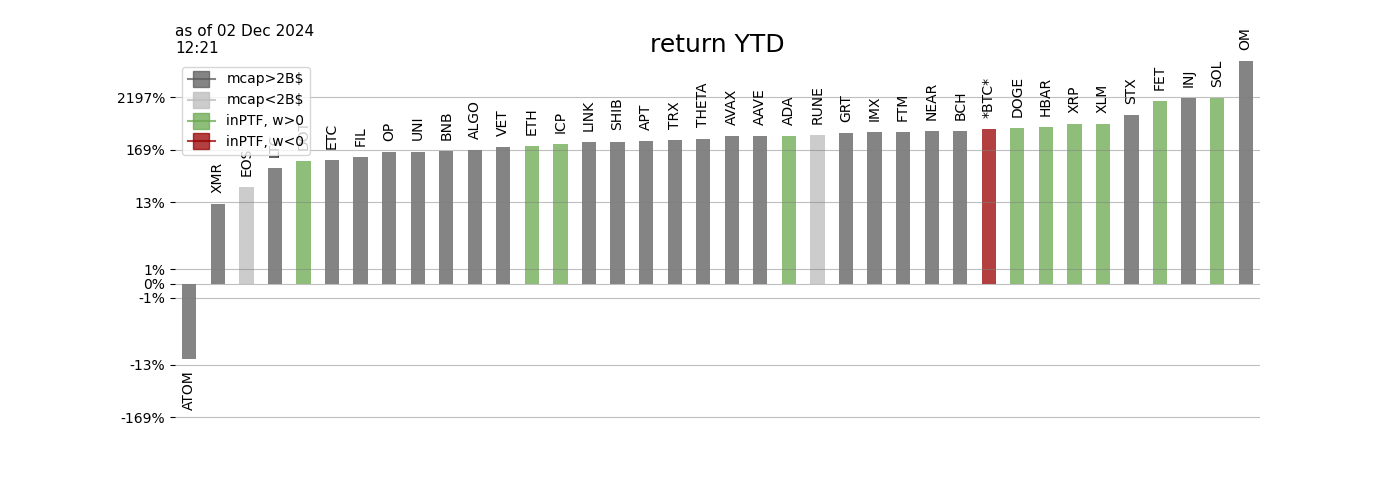 as of 02 Dec 2024
12:21
return YTD
mcap>2B$
mcap<2B$
inPTF, w>0
inPTF, w<0
2197%
169%
13%
1%
0%
-1%
-13%
-169%
ATOM
XMR
EOS
ETC
FIL
OP
UNI
BNB
ALGO
VET
ETH
ICP
LINK
SHIB
APT
TRX
THETA
AVAX
AAVE
ADA
RUNE
GRT
IMX
FTM
NEAR
BCH
*BTC*
DOGE
HBAR
XRP
XLM
STX
FET
INJ
SOL
OM